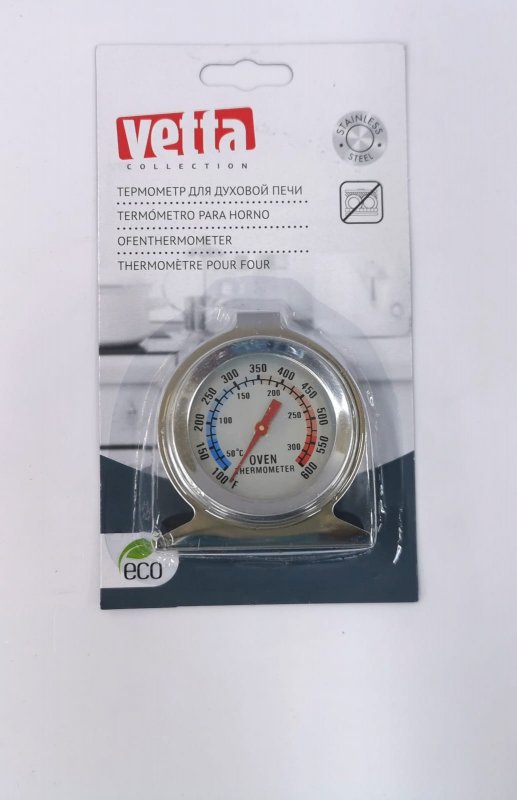 vetta
COLLECTION
STAINLESS
STEEL
ТЕРМОМЕТР ДЛЯ ДУХОВОЙ ПЕЧИ
TERMÓMETRO PARA HORNO
OFENTHERMOMETER
THERMOMÈTRE POUR FOUR
100°F 150 200 250 300 350 400 450 500 550 600
50°C 100 150 200 250 300
OVEN
THERMOMETER
eco